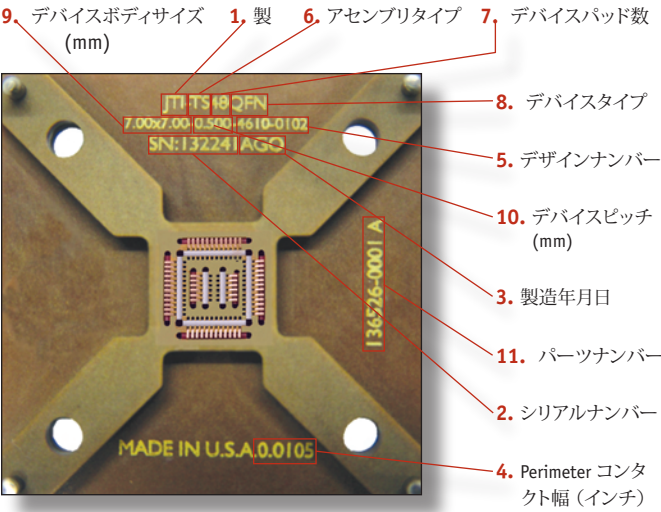 9. デバイスボディサイズ
(mm)
1. 製
6. アセンブリタイプ
7. デバイスパッド数
JTI-TS48QFN
7.00x7.00-0.500-4610-0102
SN:132241AGO
136526-0001 A
MADE IN U.S.A.0.0105
8. デバイスタイプ
5. デザインナンバー
10. デバイスピッチ
(mm)
3. 製造年月日
11. パーツナンバー
2. シリアルナンバー
4. Perimeter コンタ
クト幅（インチ）